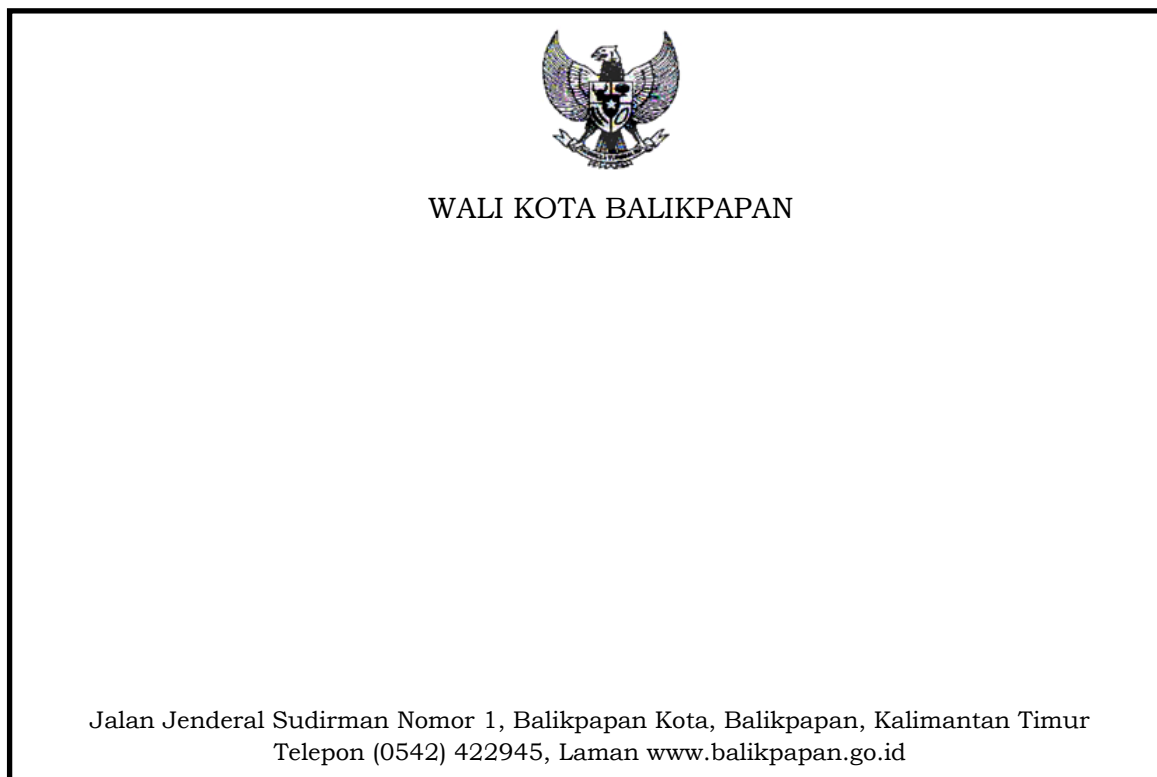 WALI KOTA BALIKPAPAN
Jalan Jenderal Sudirman Nomor 1, Balikpapan Kota, Balikpapan, Kalimantan Timur
Telepon (0542) 422945, Laman www.balikpapan.go.id